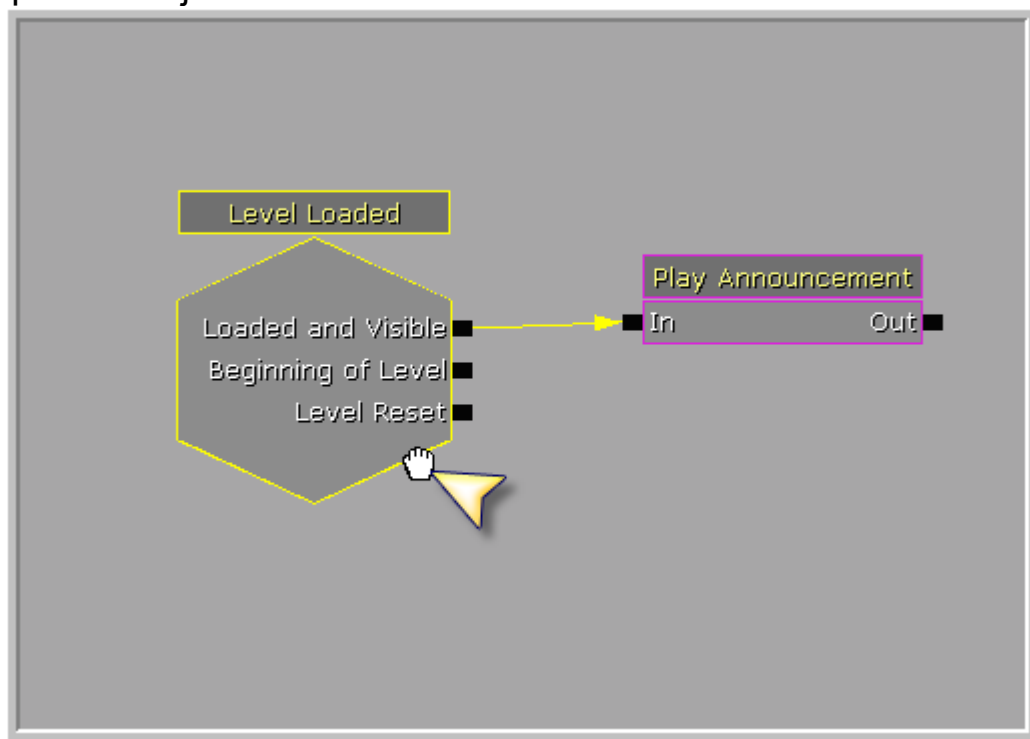 Level Loaded
Play Announcement
Loaded and Visible
In
Out
Beginning of Level
Level Reset